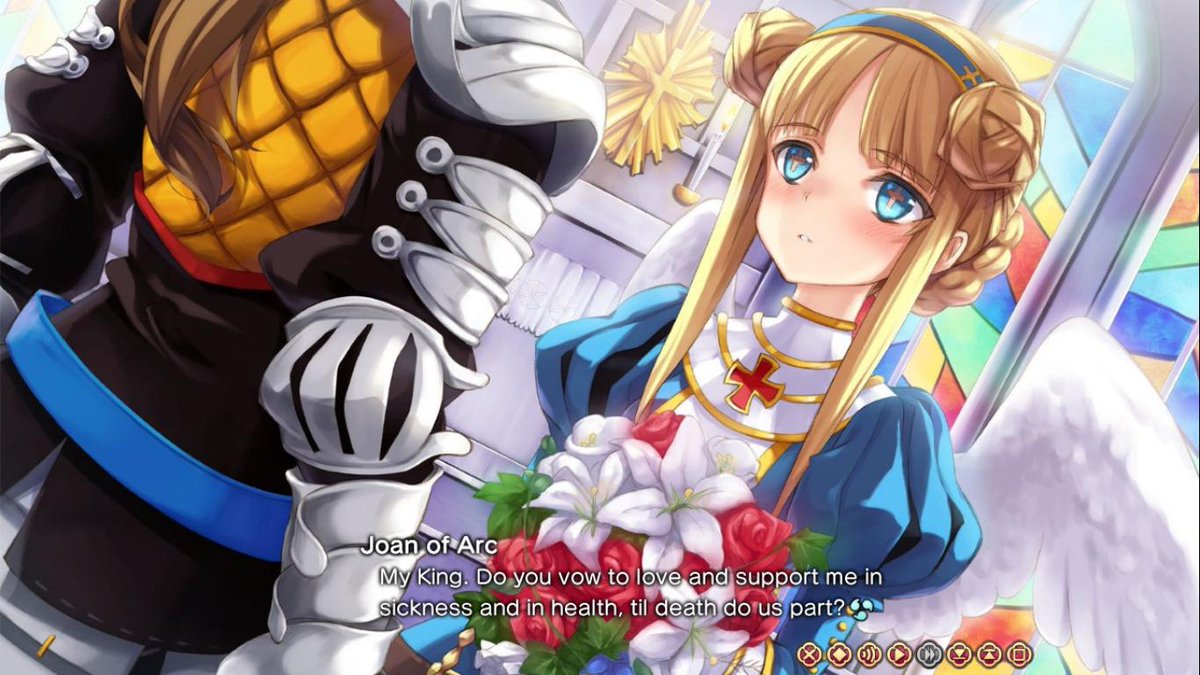 Joan of Arc
My King. Do you vow to love and support me in
sickness and in health, til death do us part?